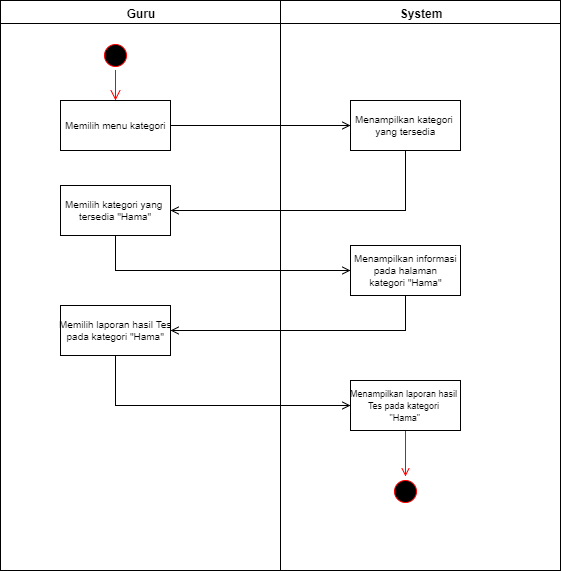 Guru
System
Memilih menu kategori
Menampilkan kategori
yang tersedia
Memilih kategori yang
tersedia "Hama"
Menampilkan informasi
pada halaman
kategori "Hama"
Memilih laporan hasil Tes
pada kategori "Hama"
Menampilkan laporan hasil
Tes pada kategori
"Hama"